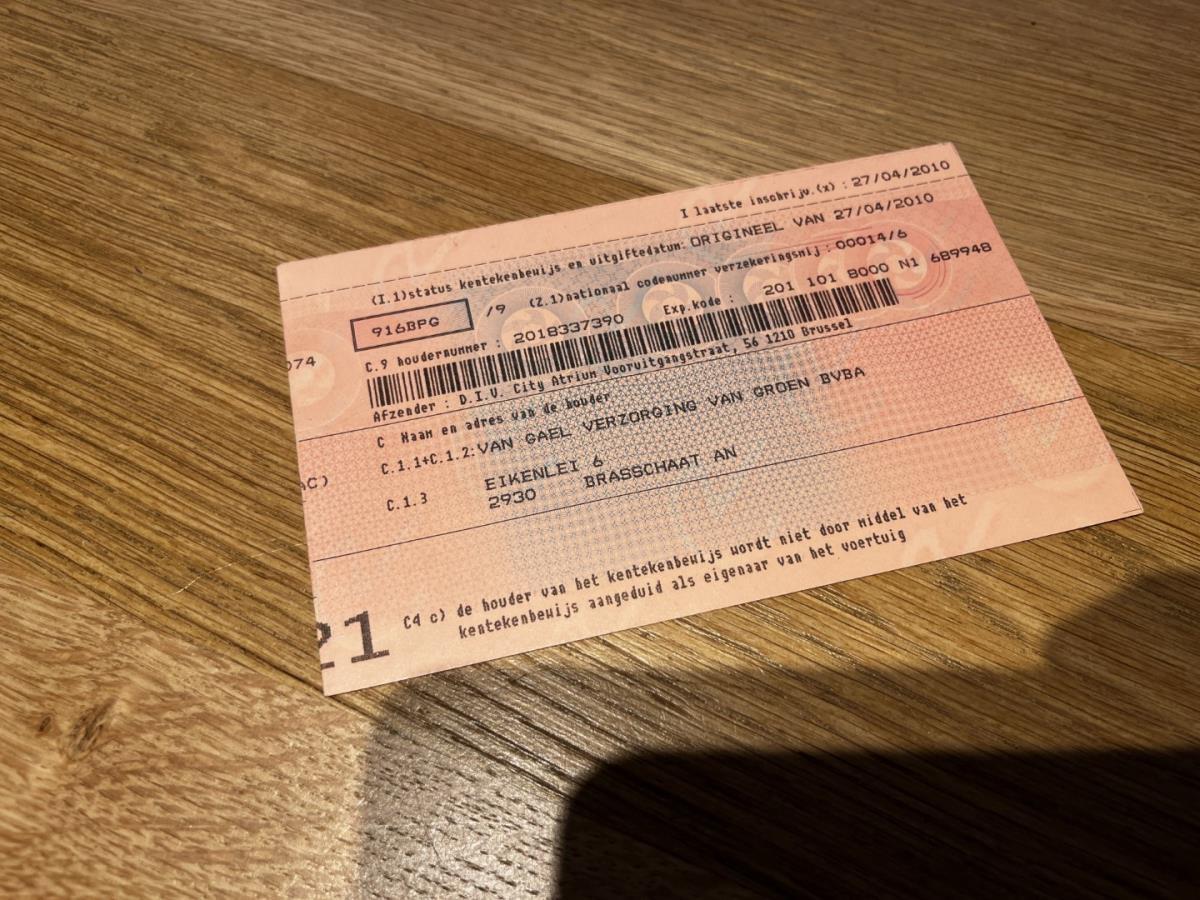 I laatste inschrijv.(x) : 27/04/2010
(I.1)status kentekenbewijs en uitgiftedatum: ORIGINEEL VAN 27/04/2010
916BPG /9 (Z.1)nationaal codenummer verzekeringsmij : 00014/6
C.9 houdernummer : 2018337390 Exp.kode : 201 101 8000 N1 6B9948
074
Afzender : D.I.V. City Atrium Vooruitgangstraat, 56 1210 Brussel
C Naam en adres van de houder
C.1.1+C.1.2:VAN GAEL VERZORGING VAN GROEN BVBA
C)
C.1.3 EIKENLEI 6
2930 BRASSCHAAT AN
C4 c) de houder van het kentekenbewijs wordt niet door middel van het
kentekenbewijs aangeduid als eigenaar van het voertuig
21